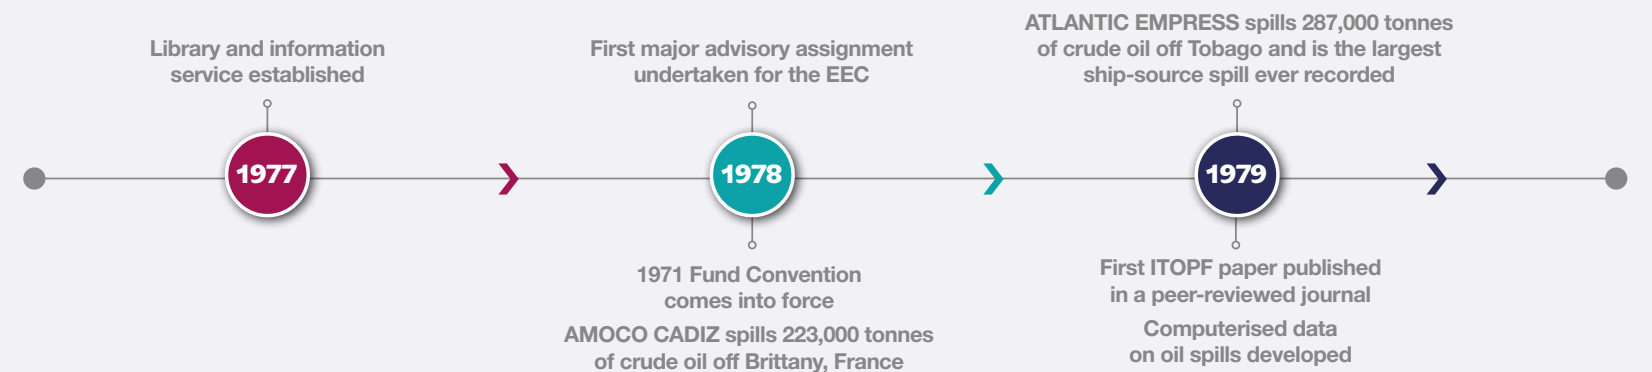 Library and information
service established
1977
First major advisory assignment
undertaken for the EEC
1978
1971 Fund Convention
comes into force
AMOCO CADIZ spills 223,000 tonnes
of crude oil off Brittany, France
ATLANTIC EMPRESS spills 287,000 tonnes
of crude oil off Tobago and is the largest
ship-source spill ever recorded
1979
First ITOPF paper published
in a peer-reviewed journal
Computerised data
on oil spills developed